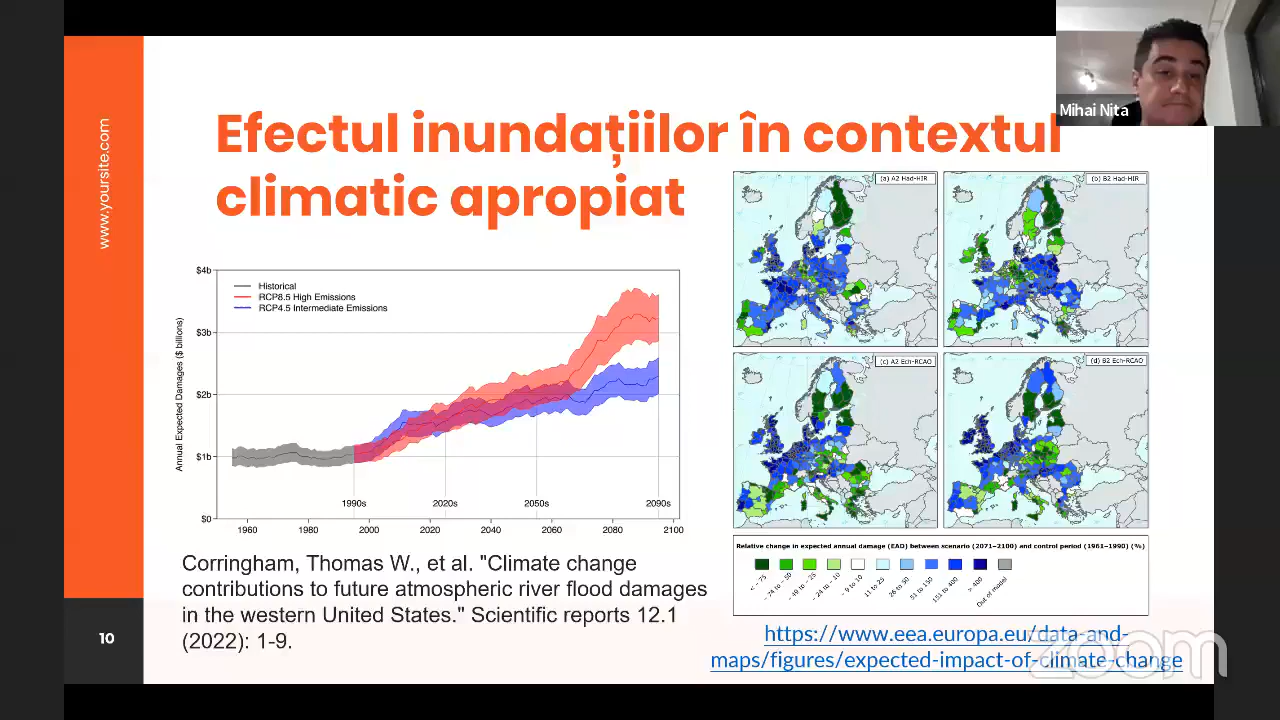 Mihai Nita
www.yoursite.com
Efectul inundațiilor în contextul
climatic apropiat
$4b
$3b
$2b
$1b
$0
Annual Expected Damages ($ billions)
Historical
RCP8.5 High Emissions
RCP4.5 Intermediate Emissions
1990s
2020s
2050s
2090s
1960
1980
2000
2020
2040
2060
2080
2100
(a) A2 Had-HIR
(b) B2 Had-HIR
(c) A2 Ech-RCAO
(d) B2 Ech-RCAO
Relative change in expected annual damage (EAD) between scenario (2071-2100) and control period (1961-1990) (%)
< - 75
- 74 to - 50
- 49 to - 25
- 24 to - 10
- 9 to 10
11 to 25
26 to 50
51 to 150
151 to 400
> 400
Out of model
Corringham, Thomas W., et al. "Climate change
contributions to future atmospheric river flood damages
in the western United States." Scientific reports 12.1
(2022): 1-9.
https://www.eea.europa.eu/data-and-
maps/figures/expected-impact-of-climate-change
10
zoom